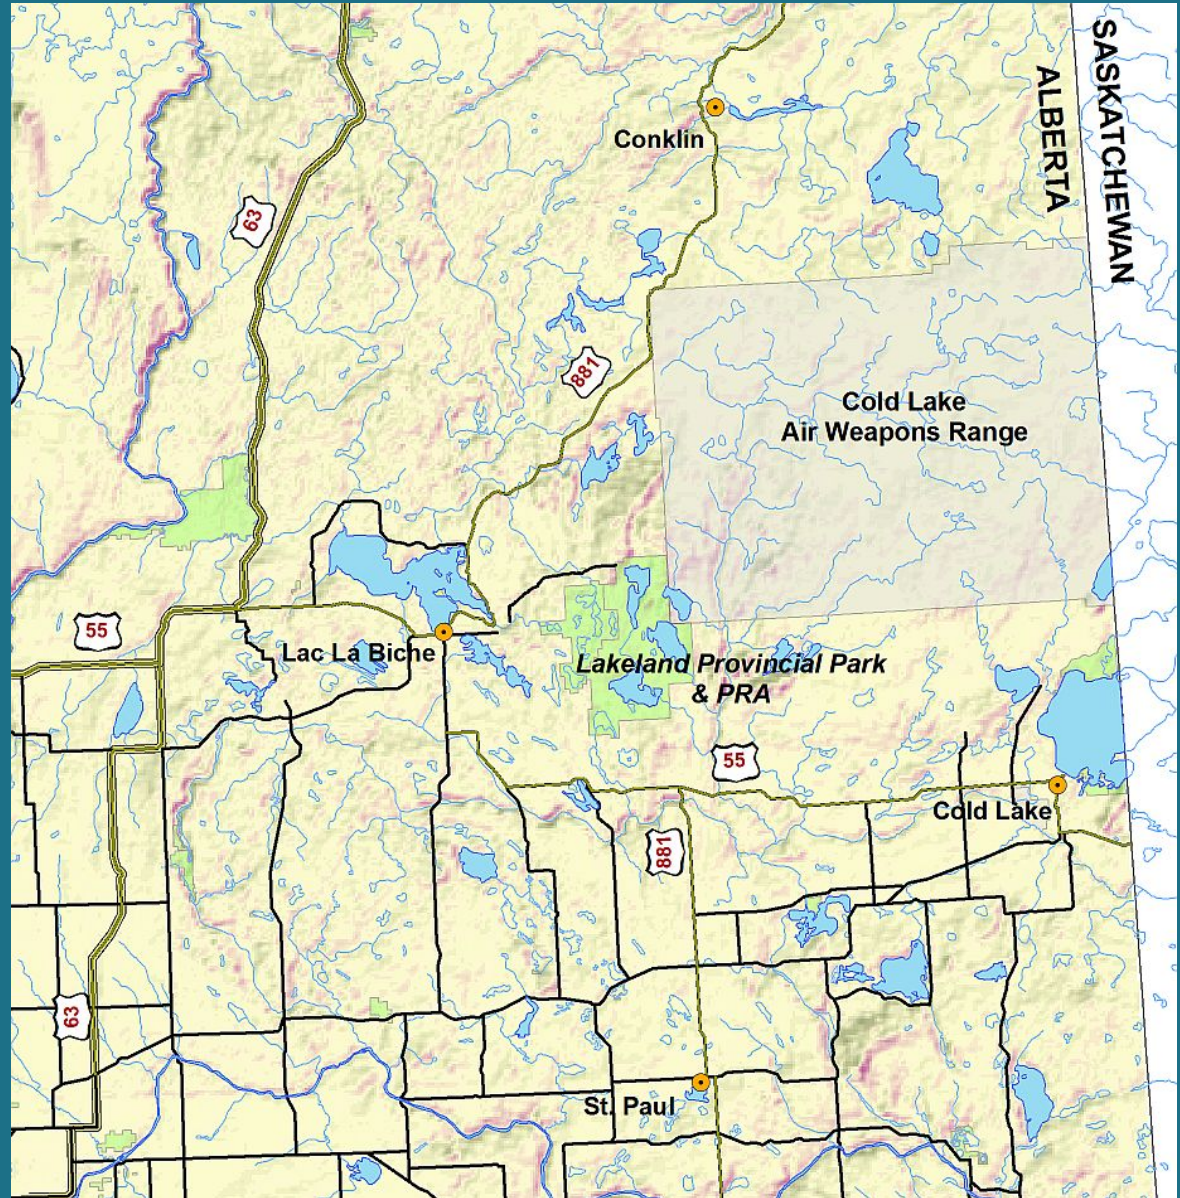 SASKATCHEWAN
ALBERTA
Conklin
63
881
Cold Lake
Air Weapons Range
55
Lac La Biche
Lakeland Provincial Park
& PRA
55
Cold Lake
881
63
St. Paul